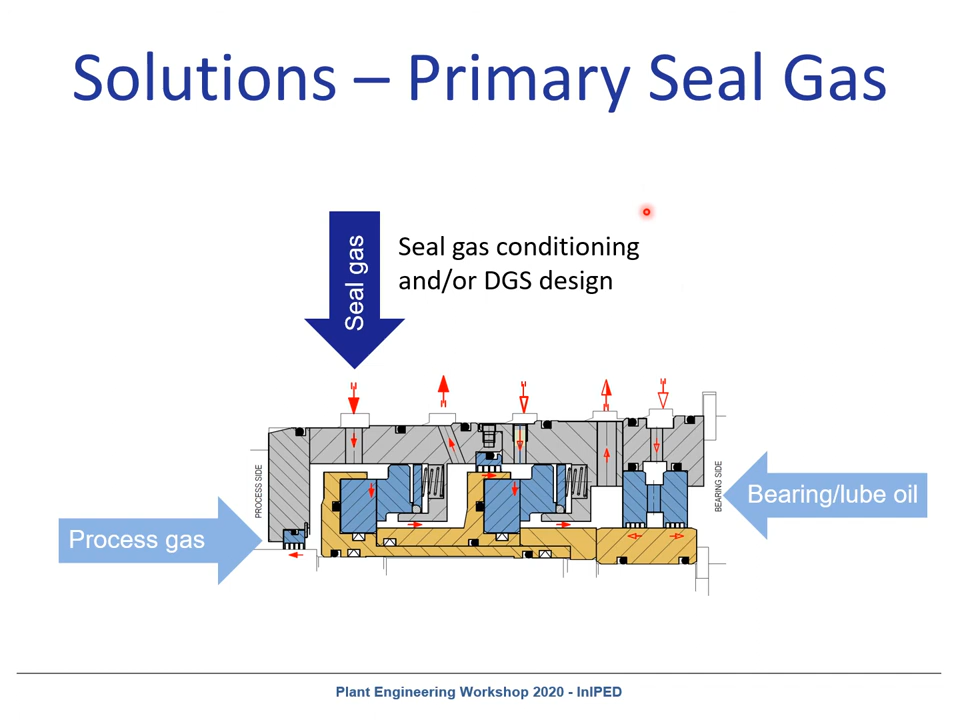 Solutions – Primary Seal Gas
Seal gas
Seal gas conditioning
and/or DGS design
PROCESS SIDE
BEARING SIDE
Bearing/lube oil
Process gas
Plant Engineering Workshop 2020 - InIPED